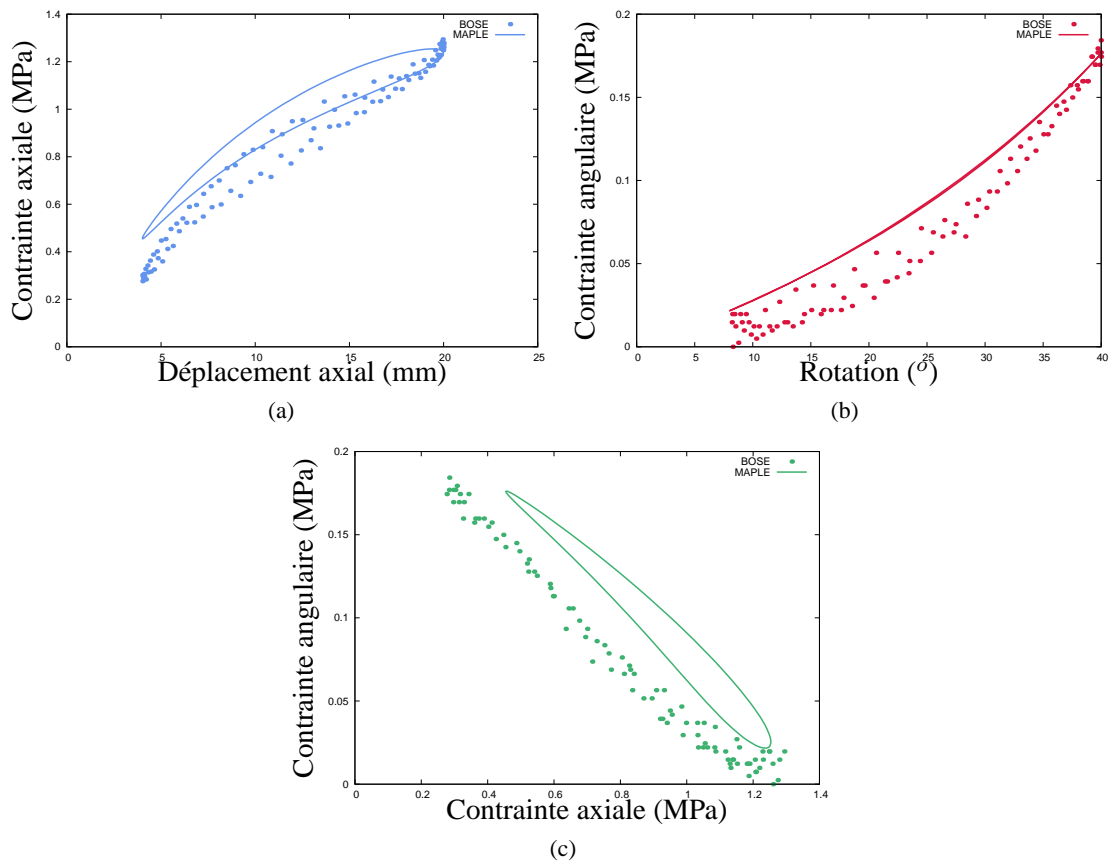 BOSE
MAPLE
Contrainte axiale (MPa)
1.4
1.2
1
0.8
0.6
0.4
0.2
0
0 5 10 15 20 25
Déplacement axial (mm)
(a)
BOSE
MAPLE
Contrainte angulaire (MPa)
0.2
0.15
0.1
0.05
0
0 5 10 15 20 25 30 35 40
Rotation (°)
(b)
BOSE
MAPLE
Contrainte angulaire (MPa)
0.2
0.15
0.1
0.05
0
0 0.2 0.4 0.6 0.8 1 1.2 1.4
Contrainte axiale (MPa)
(c)